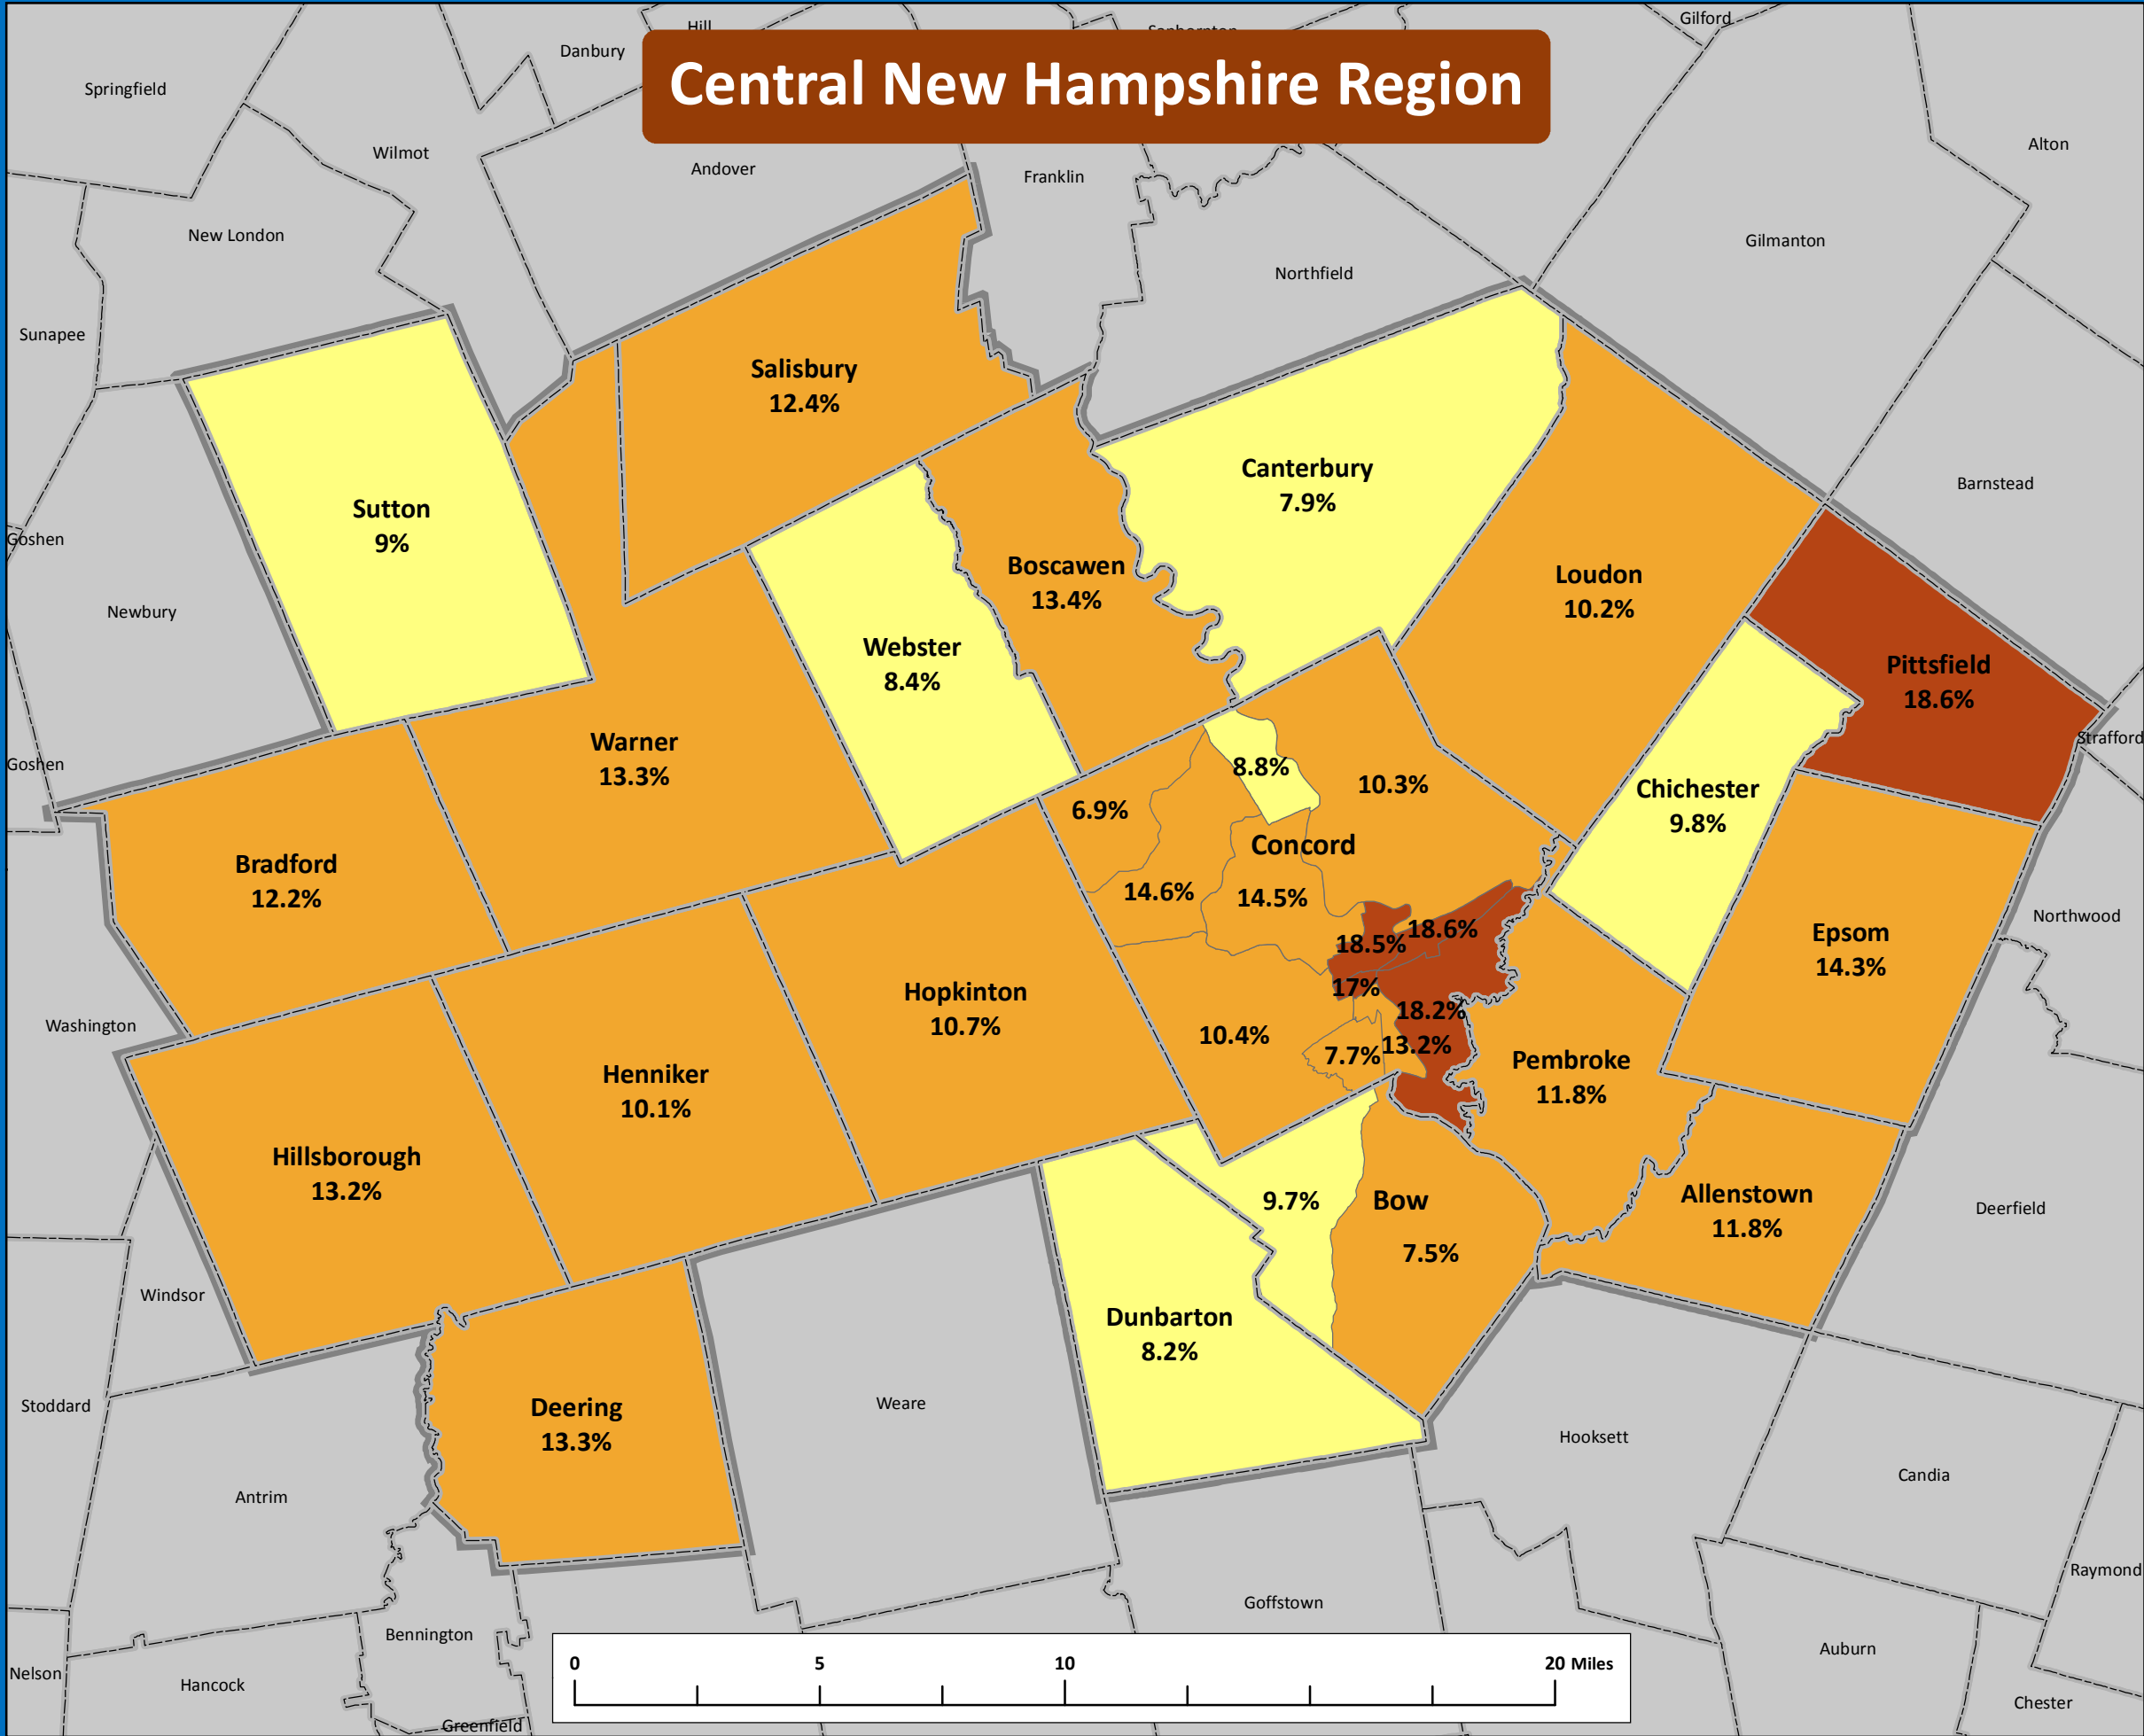 Hill
Gilford
Danbury
Sanbornton
Central New Hampshire Region
Springfield
Wilmot
Andover
Franklin
Alton
New London
Northfield
Gilmanton
Sunapee
Salisbury
12.4%
Canterbury
7.9%
Barnstead
Sutton
9%
Goshen
Boscawen
13.4%
Loudon
10.2%
Newbury
Webster
8.4%
Pittsfield
18.6%
Strafford
Warner
13.3%
Goshen
8.8%
10.3%
Chichester
9.8%
6.9%
Concord
Bradford
12.2%
14.6%
14.5%
Northwood
18.6%
18.5%
Epsom
14.3%
17%
Hopkinton
10.7%
18.2%
Washington
10.4%
13.2%
7.7%
Pembroke
11.8%
Henniker
10.1%
Hillsborough
13.2%
9.7%
Bow
7.5%
Allenstown
11.8%
Deerfield
Windsor
Dunbarton
8.2%
Stoddard
Deering
13.3%
Weare
Hooksett
Candia
Antrim
Raymond
Goffstown
Bennington
Auburn
Nelson
Hancock
Chester
Greenfield
0 5 10 20 Miles